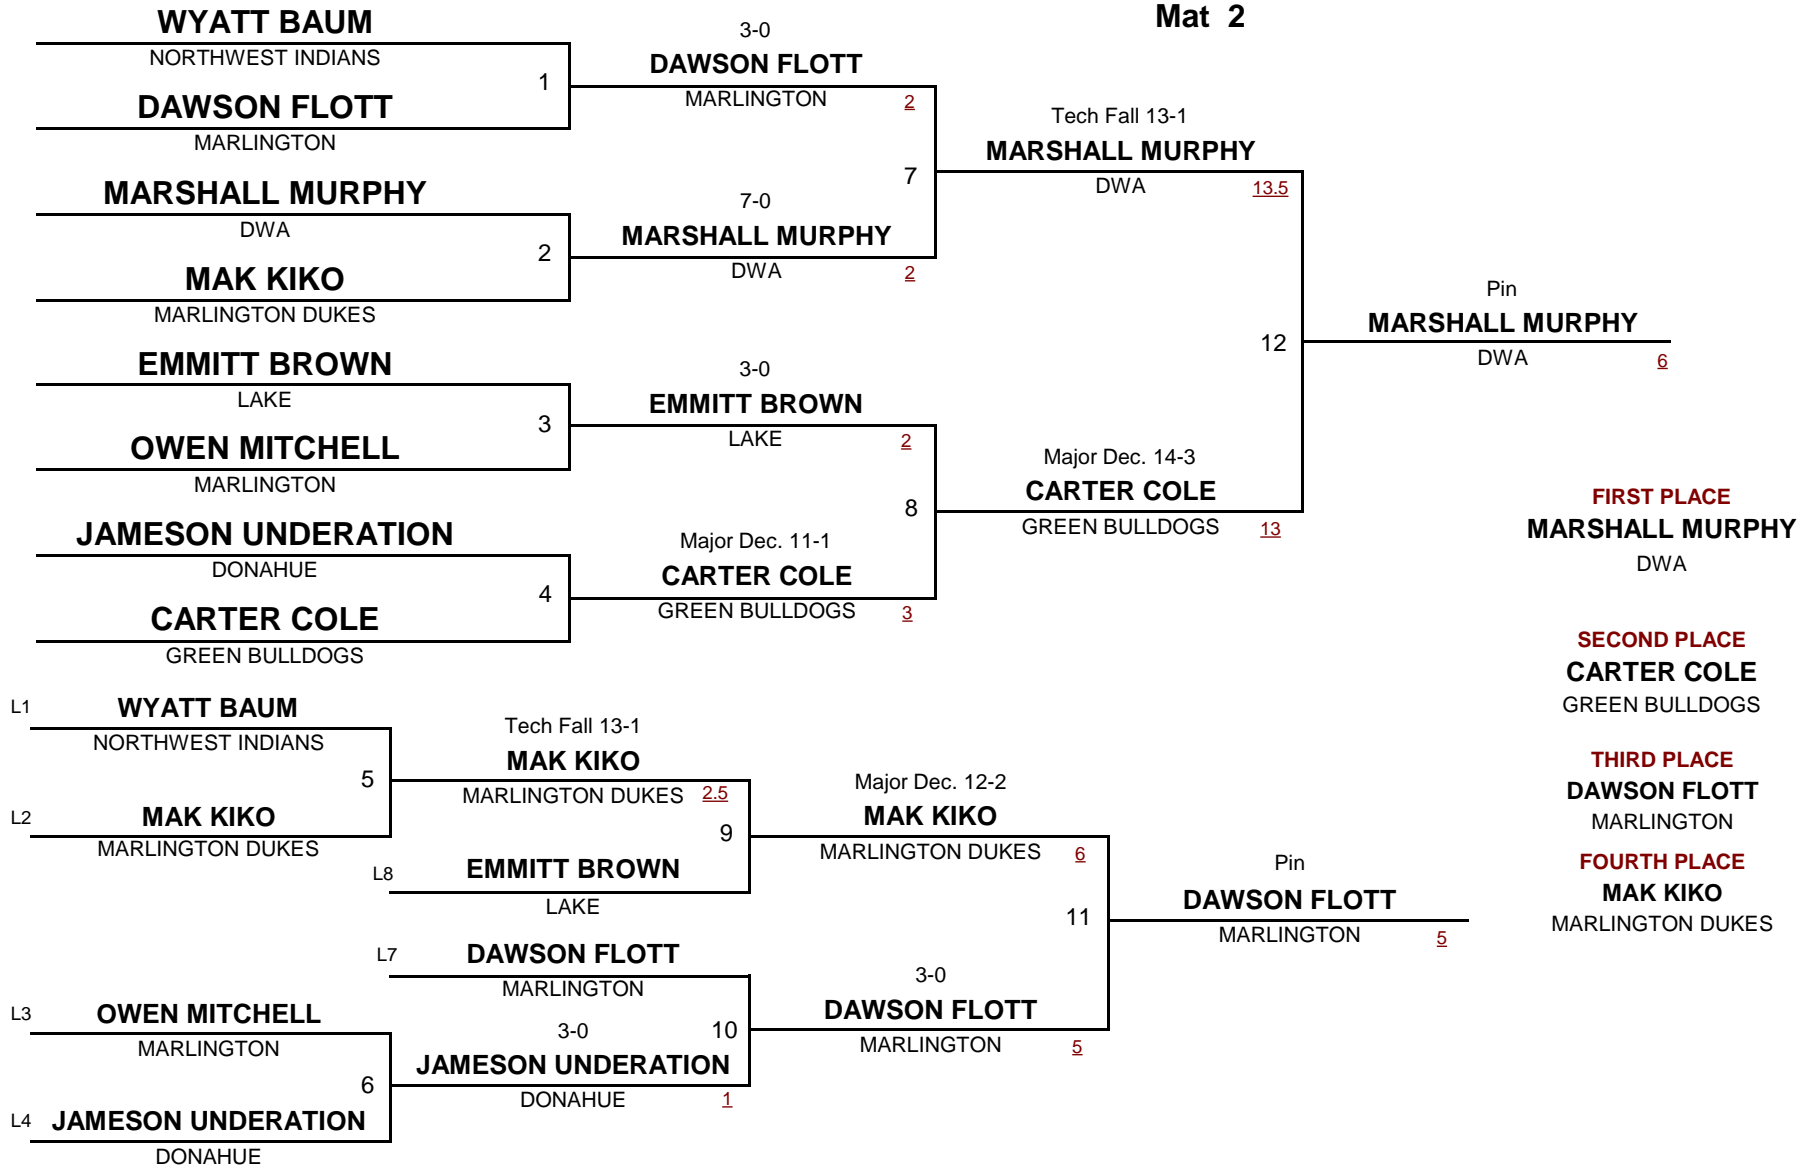 Mat 2
WYATT BAUM
NORTHWEST INDIANS
1
DAWSON FLOTT
MARLINGTON
MARSHALL MURPHY
DWA
2
MAK KIKO
MARLINGTON DUKES
EMMITT BROWN
LAKE
3
OWEN MITCHELL
MARLINGTON
JAMESON UNDERATION
DONAHUE
4
CARTER COLE
GREEN BULLDOGS
3-0
DAWSON FLOTT
MARLINGTON 2
7
7-0
MARSHALL MURPHY
DWA 2
3-0
EMMITT BROWN
LAKE 2
8
Major Dec. 11-1
CARTER COLE
GREEN BULLDOGS 3
Tech Fall 13-1
MARSHALL MURPHY
DWA 13.5
12
Major Dec. 14-3
CARTER COLE
GREEN BULLDOGS 13
Pin
MARSHALL MURPHY
DWA 6
L1 WYATT BAUM
NORTHWEST INDIANS
5
L2 MAK KIKO
MARLINGTON DUKES
L3 OWEN MITCHELL
MARLINGTON
6
L4 JAMESON UNDERATION
DONAHUE
Tech Fall 13-1
MAK KIKO
MARLINGTON DUKES 2.5
9
L8 EMMITT BROWN
LAKE
L7 DAWSON FLOTT
MARLINGTON
3-0 10
JAMESON UNDERATION
DONAHUE 1
Major Dec. 12-2
MAK KIKO
MARLINGTON DUKES 6
11
3-0
DAWSON FLOTT
MARLINGTON 5
Pin
DAWSON FLOTT
MARLINGTON 5
FIRST PLACE
MARSHALL MURPHY
DWA
SECOND PLACE
CARTER COLE
GREEN BULLDOGS
THIRD PLACE
DAWSON FLOTT
MARLINGTON
FOURTH PLACE
MAK KIKO
MARLINGTON DUKES